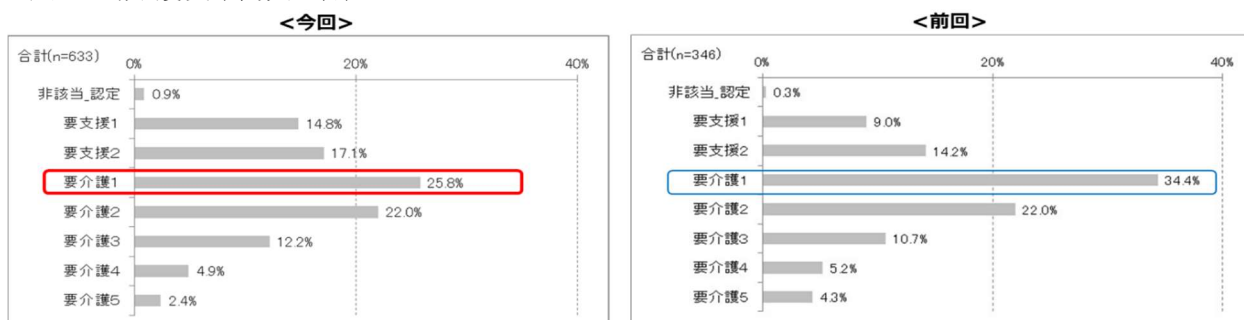 <今回>
合計(n=633)
0%
20%
40%
非該当_認定 0.9%
要支援1 14.8%
要支援2 17.1%
要介護1 25.8%
要介護2 22.0%
要介護3 12.2%
要介護4 4.9%
要介護5 2.4%
<前回>
合計(n=346)
0%
20%
40%
非該当_認定 0.3%
要支援1 9.0%
要支援2 14.2%
要介護1 34.4%
要介護2 22.0%
要介護3 10.7%
要介護4 5.2%
要介護5 4.3%